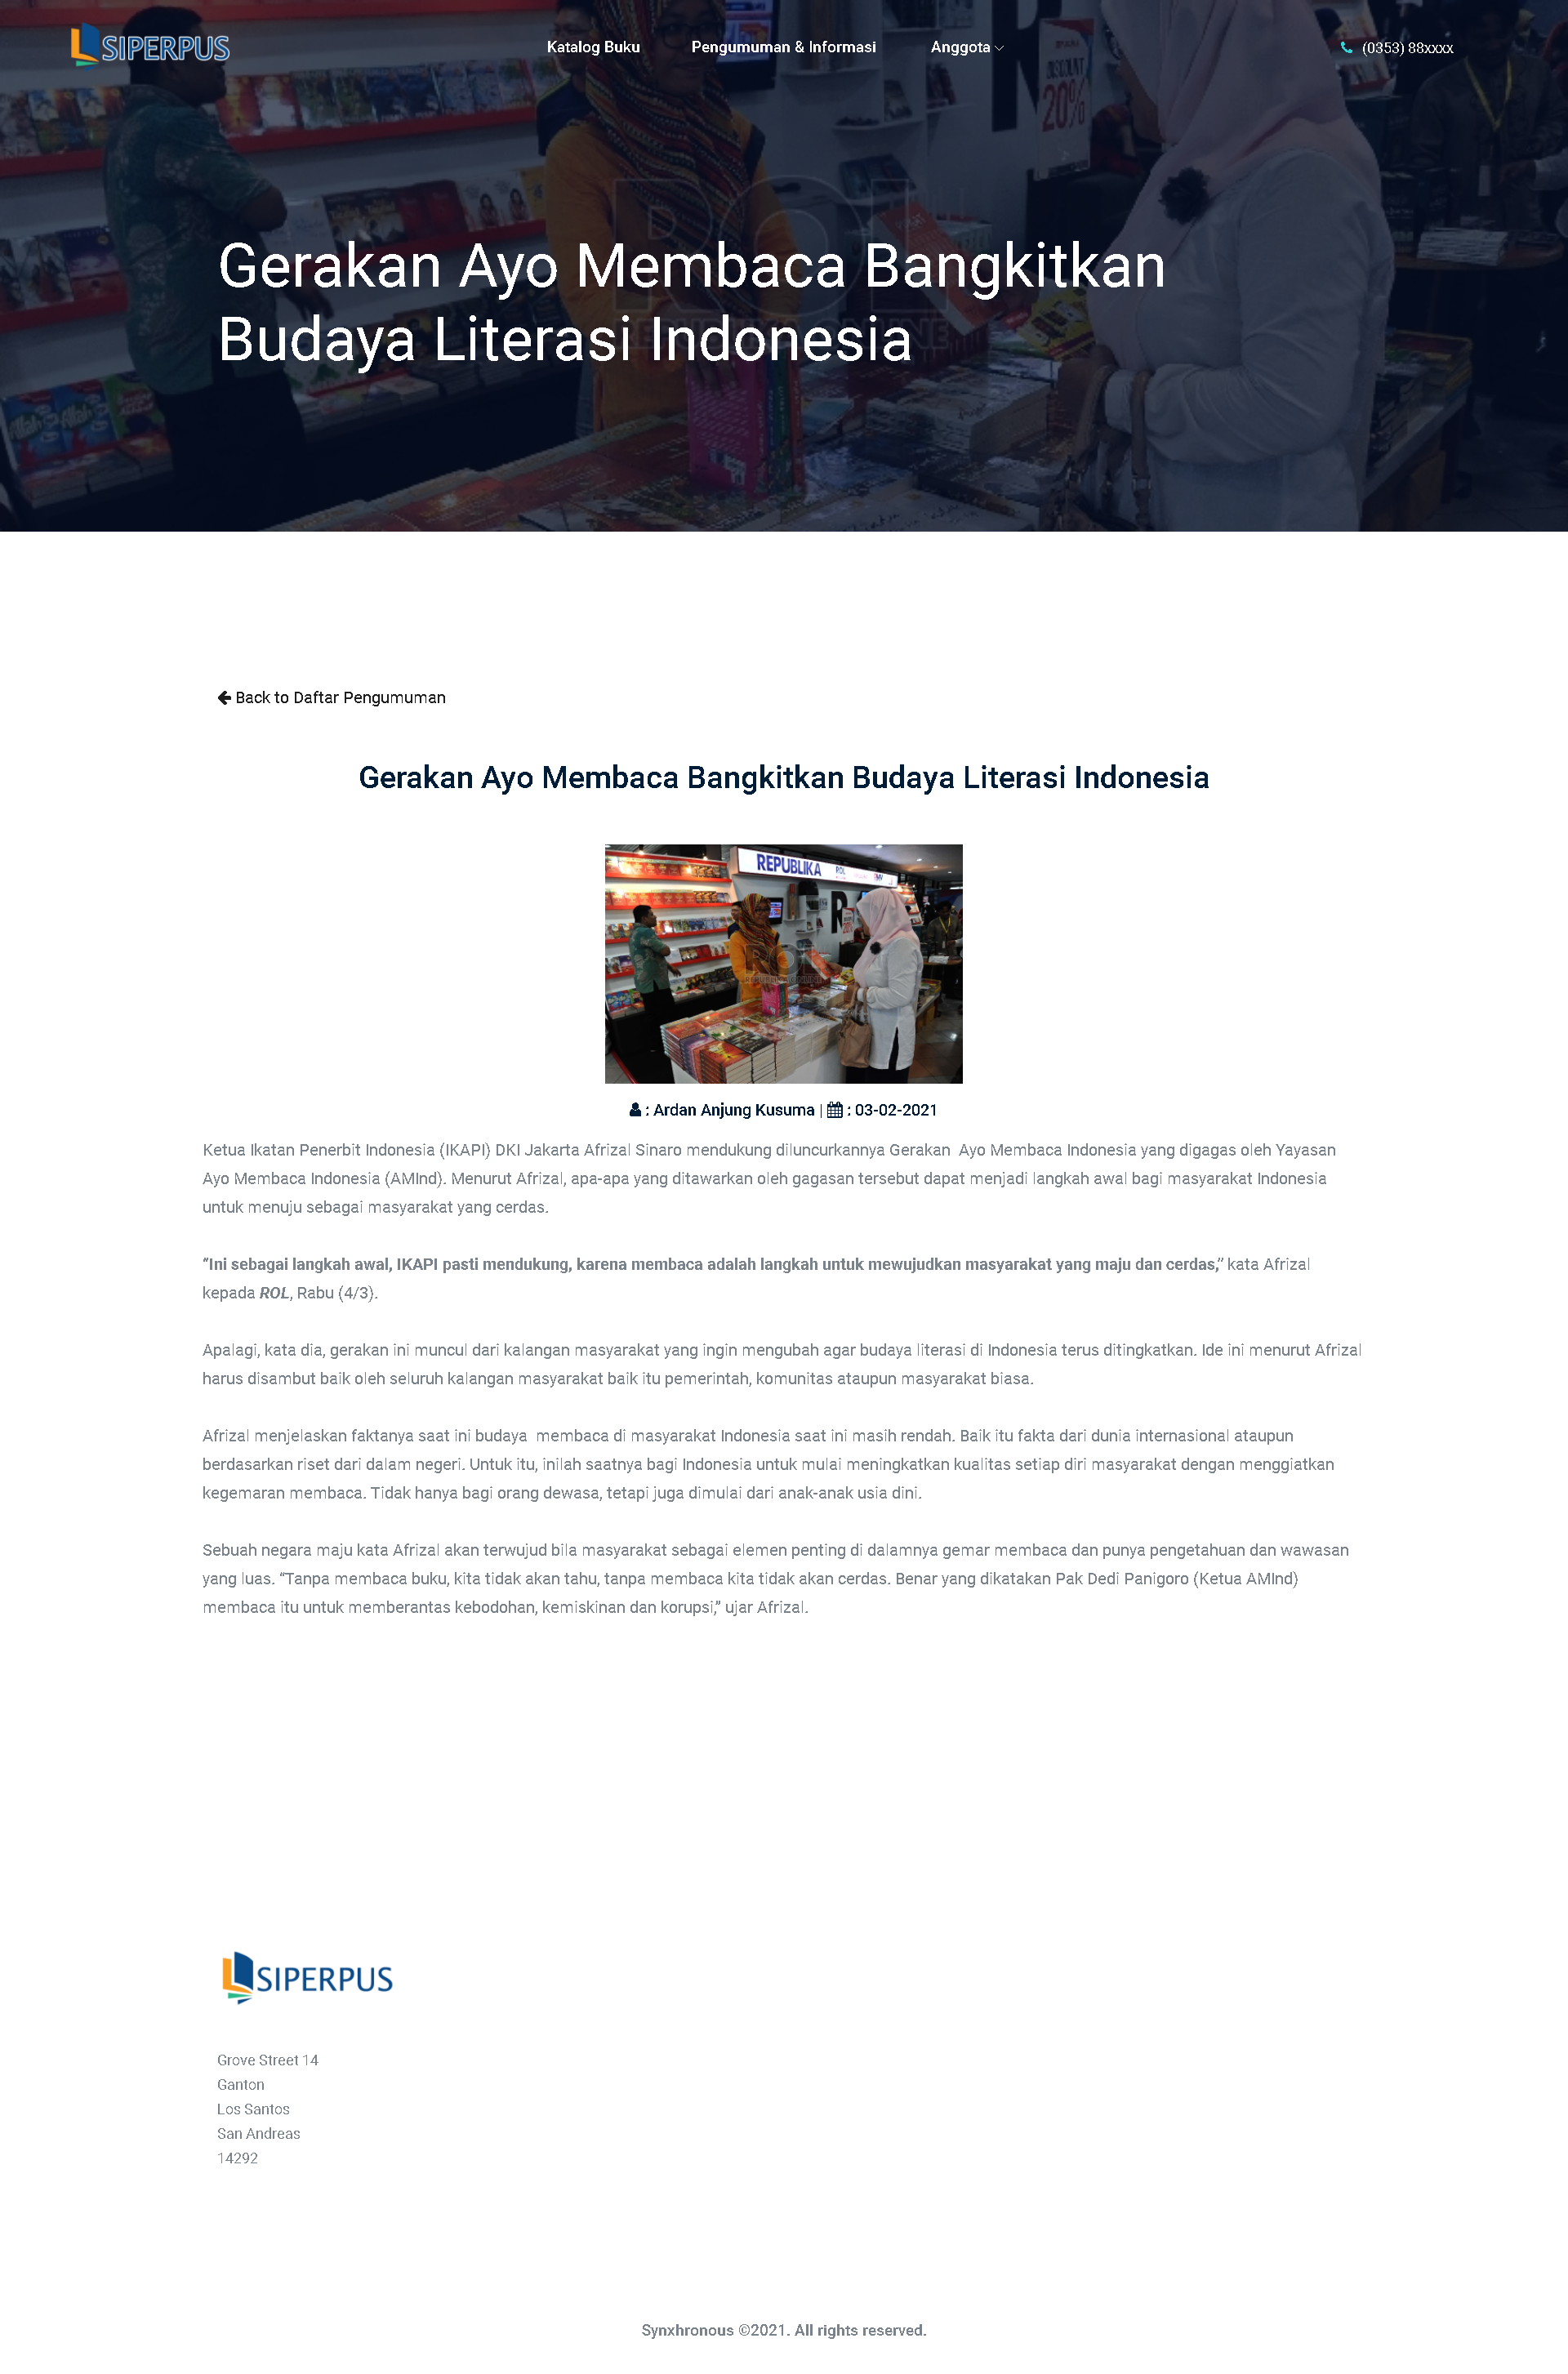 SIPERPUS
Katalog Buku
Pengumuman & Informasi
Anggota
(0353) 88xxxx
DISCOUNT
20%
ROL
Gerakan Ayo Membaca Bangkitkan
Budaya Literasi Indonesia
Back to Daftar Pengumuman
Gerakan Ayo Membaca Bangkitkan Budaya Literasi Indonesia
REPUBLIKA
ROL
ROL
: Ardan Anjung Kusuma | : 03-02-2021
Ketua Ikatan Penerbit Indonesia (IKAPI) DKI Jakarta Afrizal Sinaro mendukung diluncurkannya Gerakan  Ayo Membaca Indonesia yang digagas oleh Yayasan
Ayo Membaca Indonesia (AMInd). Menurut Afrizal, apa-apa yang ditawarkan oleh gagasan tersebut dapat menjadi langkah awal bagi masyarakat Indonesia
untuk menuju sebagai masyarakat yang cerdas.
“Ini sebagai langkah awal, IKAPI pasti mendukung, karena membaca adalah langkah untuk mewujudkan masyarakat yang maju dan cerdas,” kata Afrizal
kepada ROL, Rabu (4/3).
Apalagi, kata dia, gerakan ini muncul dari kalangan masyarakat yang ingin mengubah agar budaya literasi di Indonesia terus ditingkatkan. Ide ini menurut Afrizal
harus disambut baik oleh seluruh kalangan masyarakat baik itu pemerintah, komunitas ataupun masyarakat biasa.
Afrizal menjelaskan faktanya saat ini budaya  membaca di masyarakat Indonesia saat ini masih rendah. Baik itu fakta dari dunia internasional ataupun
berdasarkan riset dari dalam negeri. Untuk itu, inilah saatnya bagi Indonesia untuk mulai meningkatkan kualitas setiap diri masyarakat dengan menggiatkan
kegemaran membaca. Tidak hanya bagi orang dewasa, tetapi juga dimulai dari anak-anak usia dini.
Sebuah negara maju kata Afrizal akan terwujud bila masyarakat sebagai elemen penting di dalamnya gemar membaca dan punya pengetahuan dan wawasan
yang luas. “Tanpa membaca buku, kita tidak akan tahu, tanpa membaca kita tidak akan cerdas. Benar yang dikatakan Pak Dedi Panigoro (Ketua AMInd)
membaca itu untuk memberantas kebodohan, kemiskinan dan korupsi,” ujar Afrizal.
SIPERPUS
Grove Street 14
Ganton
Los Santos
San Andreas
14292
Synxhronous ©2021. All rights reserved.